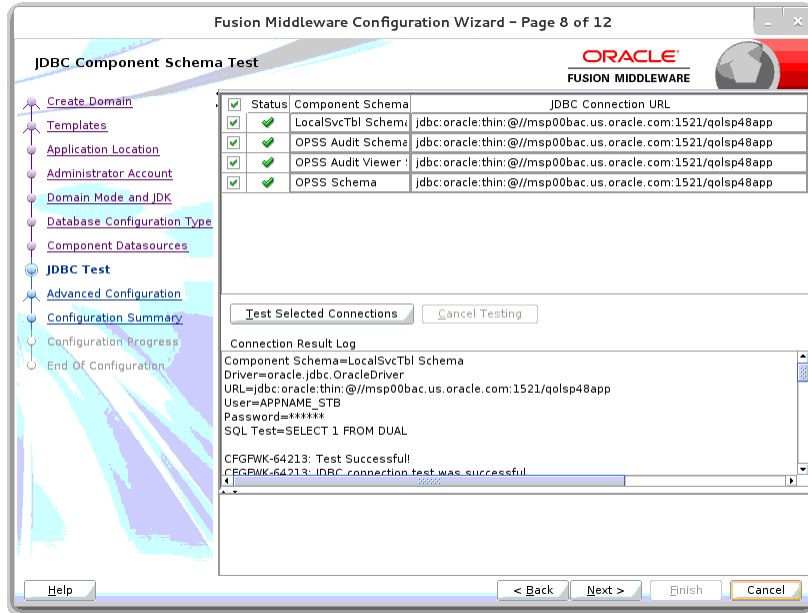 Fusion Middleware Configuration Wizard – Page 8 of 12
JDBC Component Schema Test
ORACLE
FUSION MIDDLEWARE
Create Domain
Templates
Application Location
Administrator Account
Domain Mode and JDK
Database Configuration Type
Component Datasources
JDBC Test
Advanced Configuration
Configuration Summary
Configuration Progress
End Of Configuration
Status Component Schema JDBC Connection URL
LocalSvcTbl Schema jdbc:oracle:thin:@//msp00bac.us.oracle.com:1521/qolsp48app
OPSS Audit Schema jdbc:oracle:thin:@//msp00bac.us.oracle.com:1521/qolsp48app
OPSS Audit Viewer jdbc:oracle:thin:@//msp00bac.us.oracle.com:1521/qolsp48app
OPSS Schema jdbc:oracle:thin:@//msp00bac.us.oracle.com:1521/qolsp48app
Test Selected Connections Cancel Testing
Connection Result Log
Component Schema=LocalSvcTbl Schema
Driver=oracle.jdbc.OracleDriver
URL=jdbc:oracle:thin:@//msp00bac.us.oracle.com:1521/qolsp48app
User=APPNAME_STB
Password=******
SQL Test=SELECT 1 FROM DUAL
CFGFWK-64213: Test Successful!
CFGFWK-64213: JDBC connection test was successful
Help < Back Next > Finish Cancel